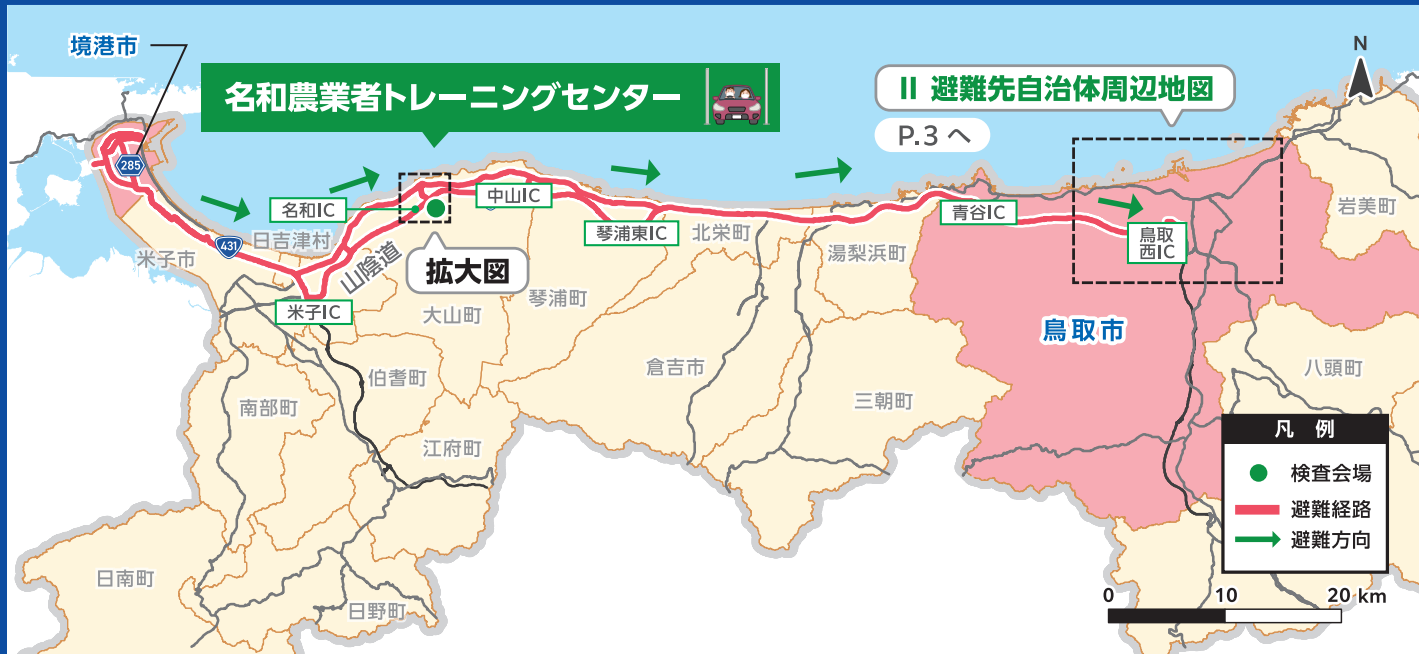 境港市
名和農業者トレーニングセンター
II 避難先自治体周辺地図
P.3 へ
N
285
名和IC
中山IC
琴浦東IC
北栄町
青谷IC
鳥取
西IC
岩美町
431
日吉津村
米子市
山陰道
拡大図
湯梨浜町
米子IC
大山町
琴浦町
鳥取市
伯耆町
倉吉市
八頭町
南部町
三朝町
江府町
凡 例
検査会場
避難経路
避難方向
日南町
日野町
0 10 20 km